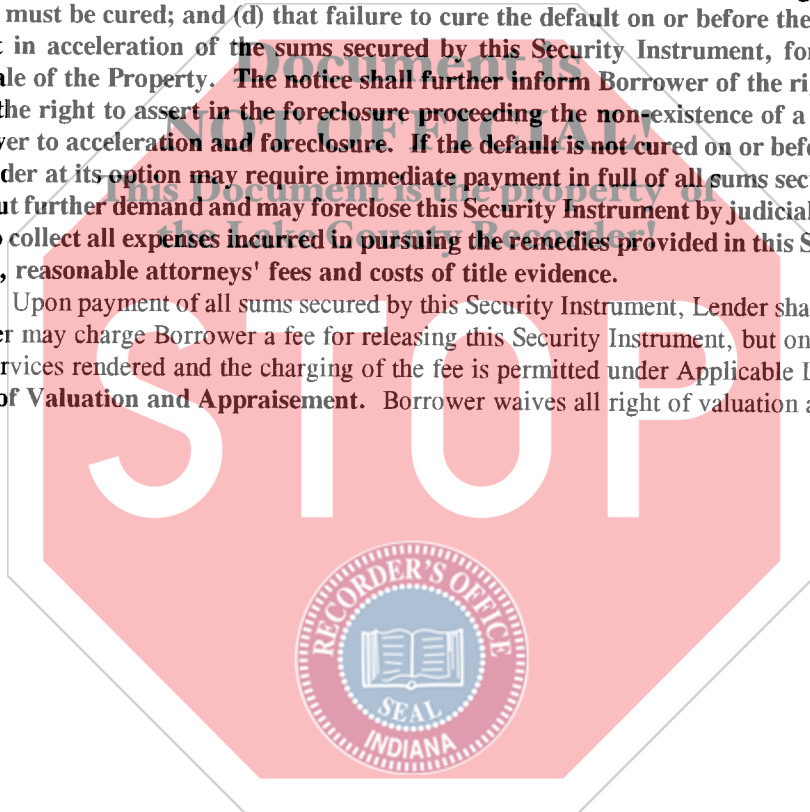 must be cured; and (d) that failure to cure the default on or before the
in acceleration of the sums secured by this Security Instrument, for
le of the Property. The notice shall further inform Borrower of the ri
the right to assert in the foreclosure proceeding the non-existence of a
er to acceleration and foreclosure. If the default is not cured on or befo
der at its option may require immediate payment in full of all sums sec
ut further demand and may foreclose this Security Instrument by judicial
collect all expenses incurred in pursuing the remedies provided in this S
, reasonable attorneys' fees and costs of title evidence.
Upon payment of all sums secured by this Security Instrument, Lender sha
er may charge Borrower a fee for releasing this Security Instrument, but on
rvices rendered and the charging of the fee is permitted under Applicable L
of Valuation and Appraisement. Borrower waives all right of valuation a
Document is
NOT OFFICIAL!
This Document is the property of
the Lake County Recorder!
STOP
RECORDER'S OFFICE
SEAL
INDIANA